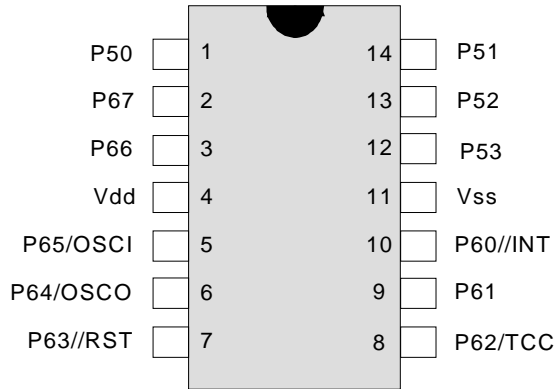 P50 1 14 P51
P67 2 13 P52
P66 3 12 P53
Vdd 4 11 Vss
P65/OSCI 5 10 P60//INT
P64/OSCO 6 9 P61
P63//RST 7 8 P62/TCC